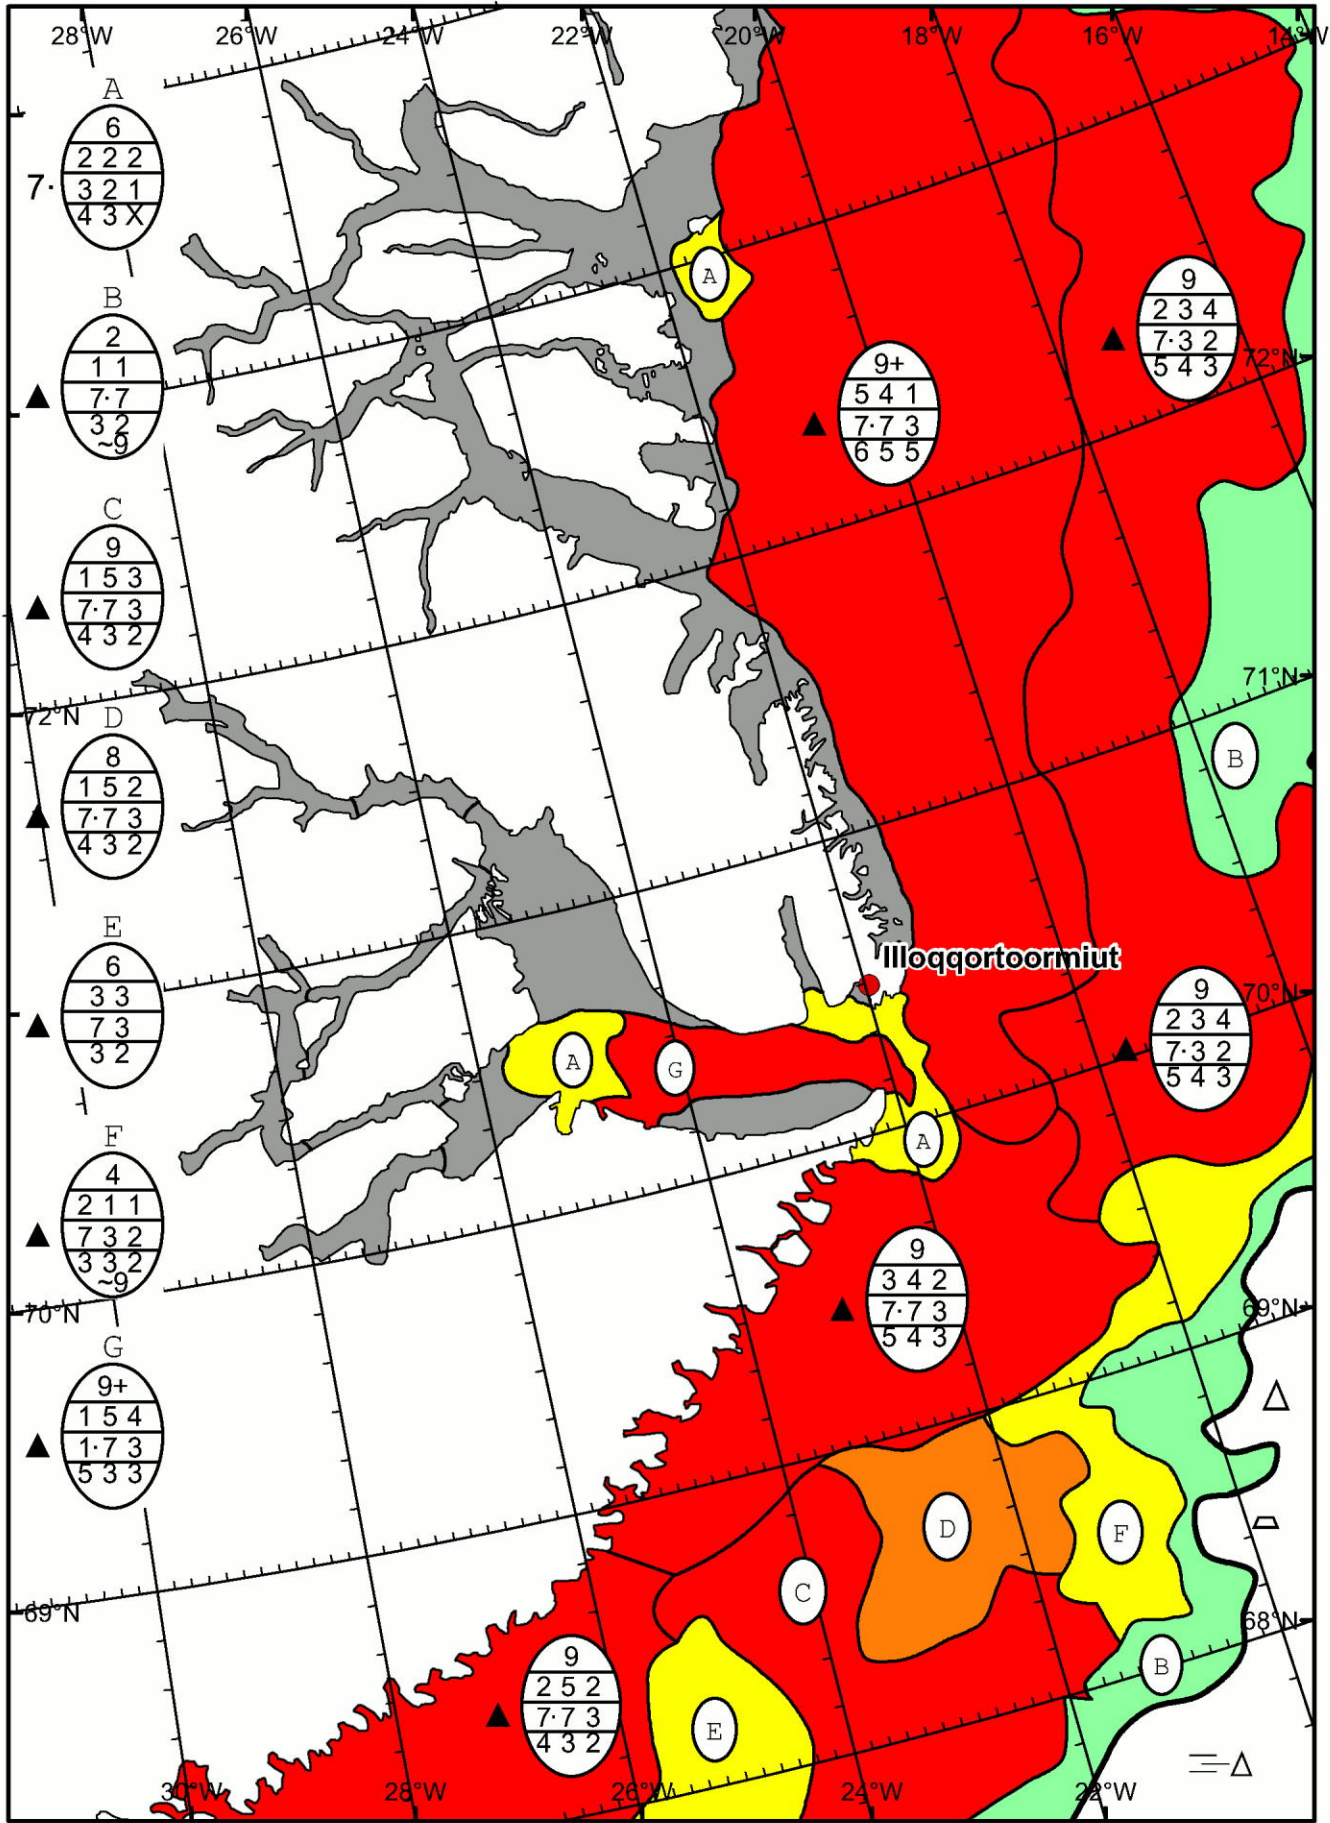 28°W 26°W 24°W 22°W 20°W 18°W 16°W 14°W
A
6
2 2 2
7· 3 2 1
4 3 X
A
9
2 3 4
7·3 2
5 4 3
72°N
B
2
1 1
7·7
3 2
~9
9+
5 4 1
7·7 3
6 5 5
C
9
1 5 3
7·7 3
4 3 2
71°N
72°N
D
8
1 5 2
7·7 3
4 3 2
B
E
6
3 3
7 3
3 2
Illoqqortoormiut
70°N
9
2 3 4
7·3 2
5 4 3
A
G
A
F
4
2 1 1
7 3 2
3 3 2
~9
9
3 4 2
7·7 3
5 4 3
70°N
69°N
G
9+
1 5 4
1·7 3
5 3 3
D
F
C
69°N
68°N
B
9
2 5 2
7·7 3
4 3 2
E
30°W 28°W 26°W 24°W 22°W